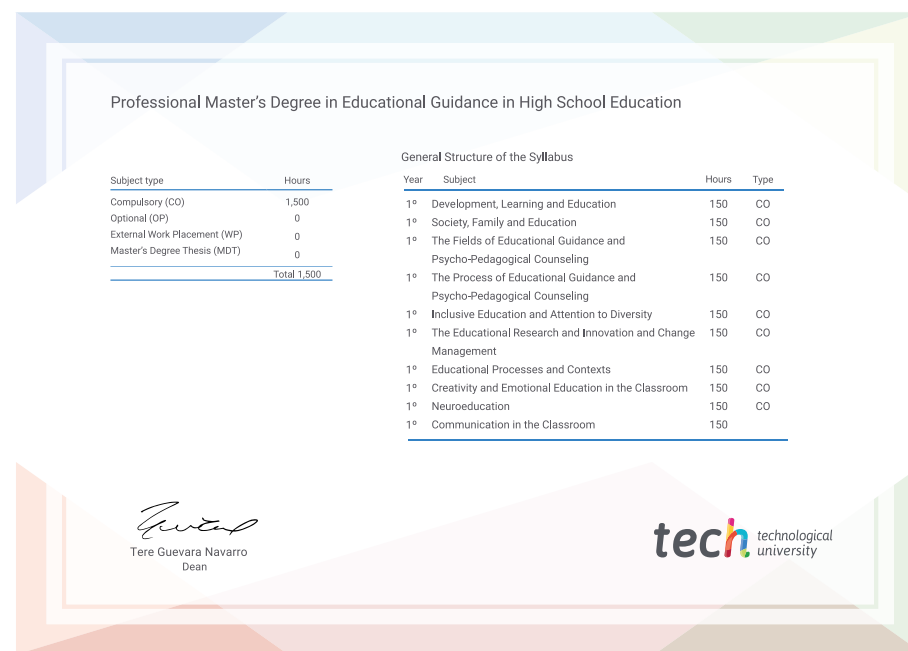 Professional Master's Degree in Educational Guidance in High School Education
Subject type Hours
Compulsory (CO) 1,500
Optional (OP) 0
External Work Placement (WP) 0
Master's Degree Thesis (MDT) 0
Total 1,500
General Structure of the Syllabus
Year Subject Hours Type
1º Development, Learning and Education 150 CO
1º Society, Family and Education 150 CO
1º The Fields of Educational Guidance and 150 CO
Psycho-Pedagogical Counseling
1º The Process of Educational Guidance and 150 CO
Psycho-Pedagogical Counseling
1º Inclusive Education and Attention to Diversity 150 CO
1º The Educational Research and Innovation and Change 150 CO
Management
1º Educational Processes and Contexts 150 CO
1º Creativity and Emotional Education in the Classroom 150 CO
1º Neuroeducation 150 CO
1º Communication in the Classroom 150
Tere Guevara Navarro
Dean
tech technological
university